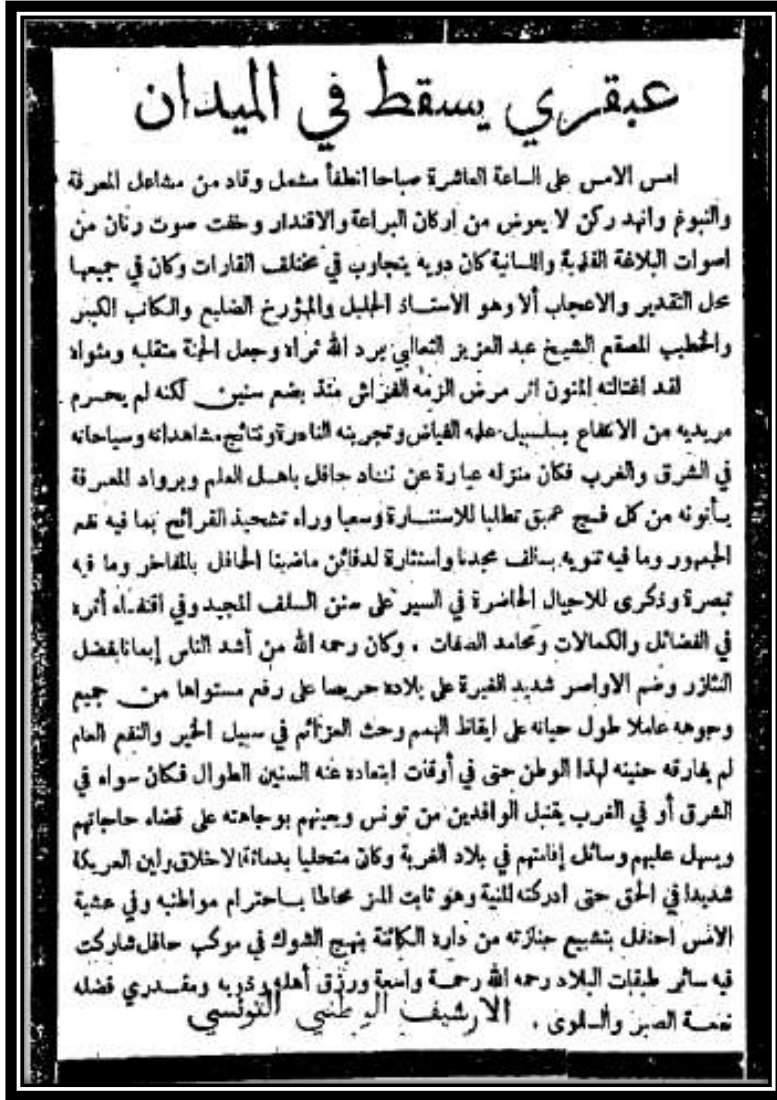 عبقري يسقط في الميدان
امس الامس على الساعة العاشرة صباحا انطفأ مشعل وقاد من مشاعل المعرفة
والنبوغ وانهد ركن لا يعوض من اركان البراعة والاقتدار وخفت صوت رنان من
اصوات البلاغة القلمية واللسانية كان دويه يتجاوب في مختلف القارات وكان في جميعها
محل التقدير والاعجاب ألا وهو الاستاذ الجليل والمؤرخ الضليع والكاتب الكبير
والخطيب المصقع الشيخ عبد العزيز الثعالبي برد الله ثراه وجعل الجنة متقلبه ومثواه
لقد اغتالته المنون اثر مرض الزمه الفراش منذ بضع سنين لكنه لم يحرم
مريديه من الانتفاع بسلسبيل علمه الفياض وتجربته النادرة ونتائج مشاهداته وسياحاته
في الشرق والغرب فكان منزله عبارة عن حافل باهل العلم وبرواد المعرفة
يأتونه من كل فج عميق تطلبا للاستنارة وسعيا وراء تشحيذ القرائح بما فيه نفع
الجمهور وما فيه تنويه بسالف مجدنا واستثارة لدفائن ماضينا الحافل بالمفاخر وما فيه
تبصرة وذكرى للاجيال الحاضرة في السير على سنن السلف المجيد وفي اقتفاء أثره
في الفضائل والكمالات ومحامد الصفات . وكان رحمه الله من أشد الناس إيمانا بفضل
التئازر وضم الاواصر شديد الغيرة على بلاده حريصا على رفع مستواها من جميع
وجوهه عاملا طول حياته على ايقاظ الهمم وحث العزائم في سبيل الخير والنفع العام
لم يفارقه حنينه لهذا الوطن حتى في أوقات ابتعاده عنه السنين الطوال فكان سواء في
الشرق أو في الغرب يقتبل الوافدين من تونس ويعينهم بوجاهته على قضاء حاجاتهم
ويسهل عليهم وسائل إقامتهم في بلاد الغربة وكان متحليا بدماثة الاخلاق ولين العريكة
شديدا في الحق حتى ادركته المنية وهو ثابت محاطا باحترام مواطنيه وفي عشية
الامس احتفل بتشييع جنازته من داره الكائنة بنهج الشوك في موكب حافل شاركت
فيه سائر طبقات البلاد رحمه الله رحمة واسعة ورزق أهله وذويه ومقدري فضله
نعمة الصبر والسلوى . الارشيف الوطني التونسي